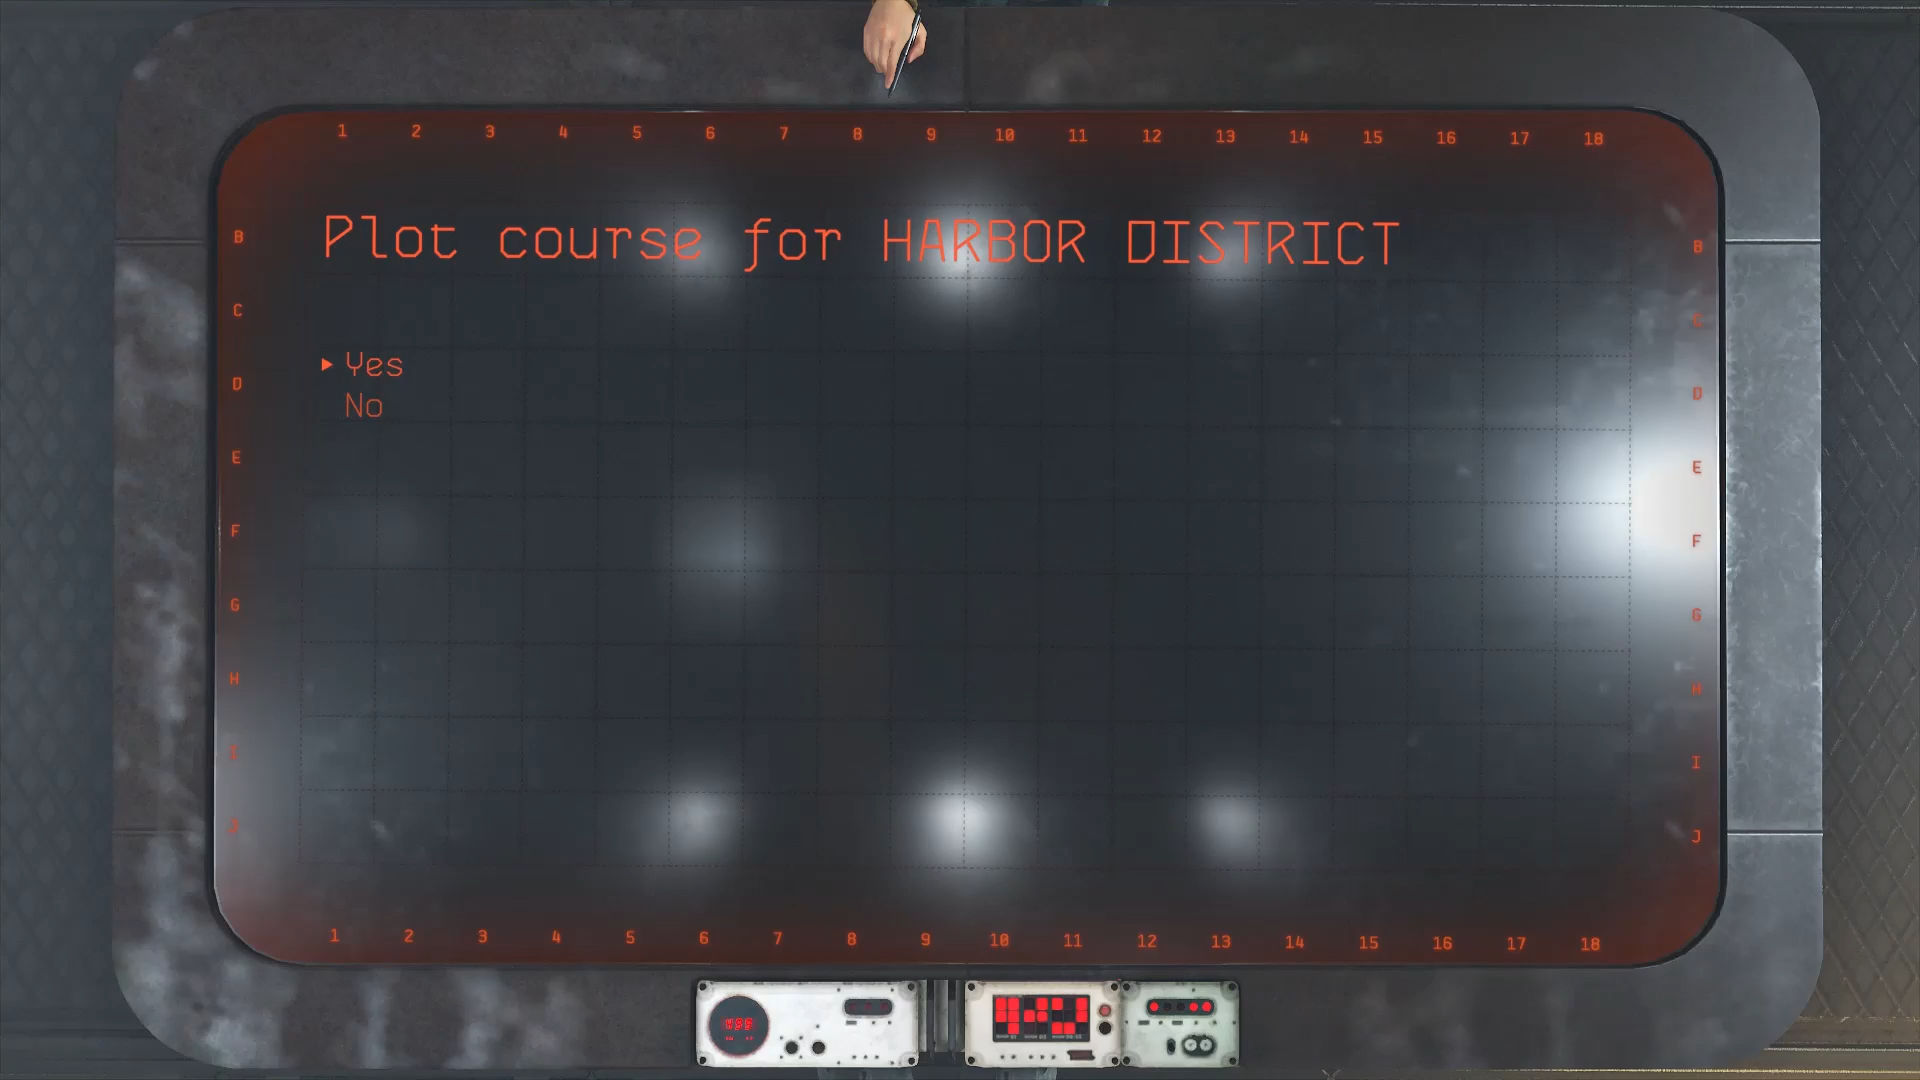 1 2 3 4 5 6 7 8 9 10 11 12 13 14 15 16 17 18
B Plot course for HARBOR DISTRICT B
C C
▸ Yes
D D
No
E E
F F
G G
H H
I I
J J
1 2 3 4 5 6 7 8 9 10 11 12 13 14 15 16 17 18